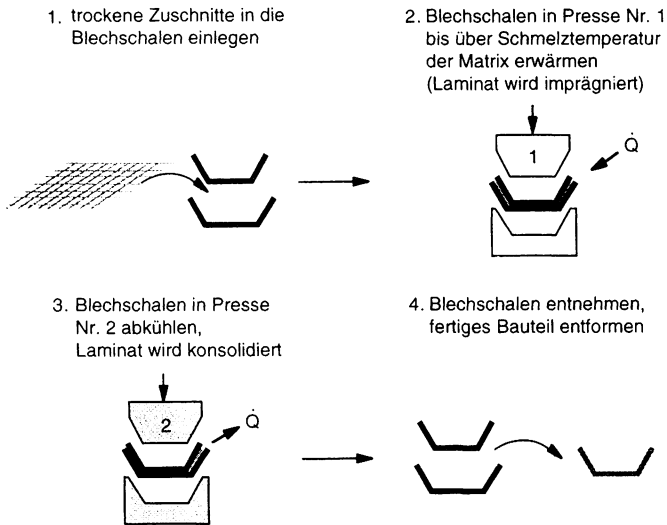 1. trockene Zuschnitte in die
Blechschalen einlegen
2. Blechschalen in Presse Nr. 1
bis über Schmelztemperatur
der Matrix erwärmen
(Laminat wird imprägniert)
1
Q̇
3. Blechschalen in Presse
Nr. 2 abkühlen,
Laminat wird konsolidiert
2
Q̇
4. Blechschalen entnehmen,
fertiges Bauteil entformen